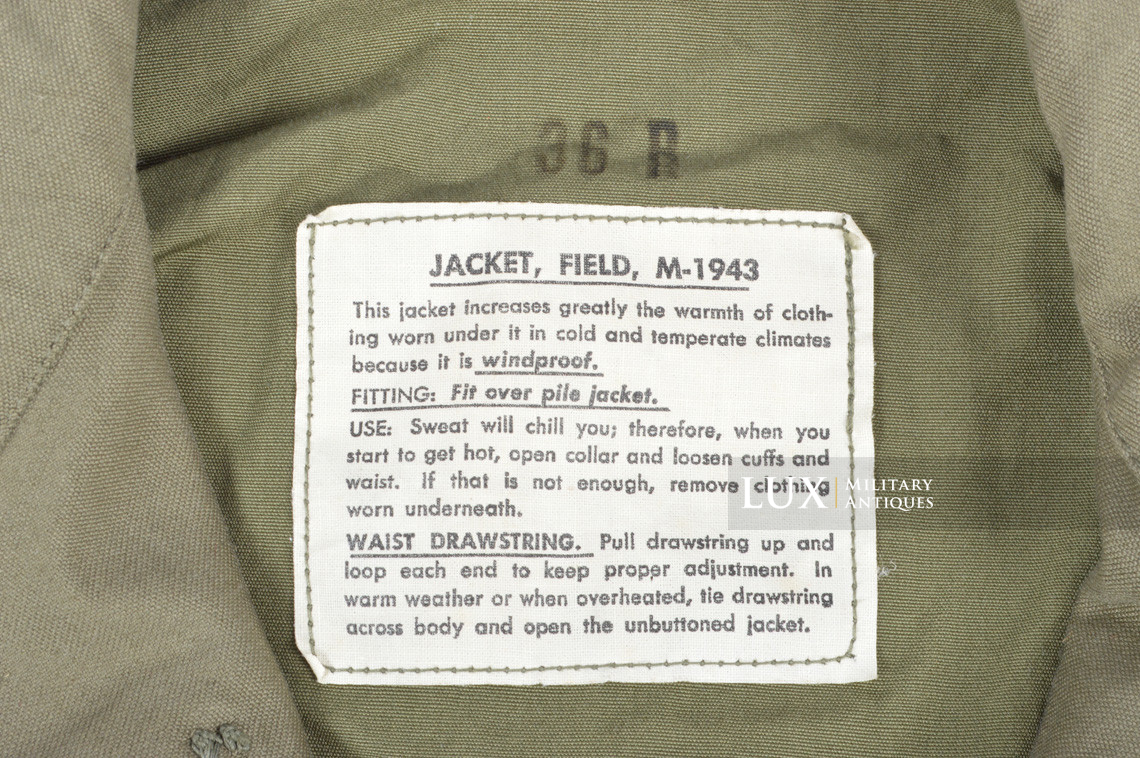 36 R
JACKET, FIELD, M-1943
This jacket increases greatly the warmth of cloth-
ing worn under it in cold and temperate climates
because it is windproof.
FITTING: Fit over pile jacket.
USE: Sweat will chill you; therefore, when you
start to get hot, open collar and loosen cuffs and
waist. If that is not enough, remove clothing
worn underneath.
WAIST DRAWSTRING. Pull drawstring up and
loop each end to keep proper adjustment. In
warm weather or when overheated, tie drawstring
across body and open the unbuttoned jacket.
LUX MILITARY
ANTIQUES